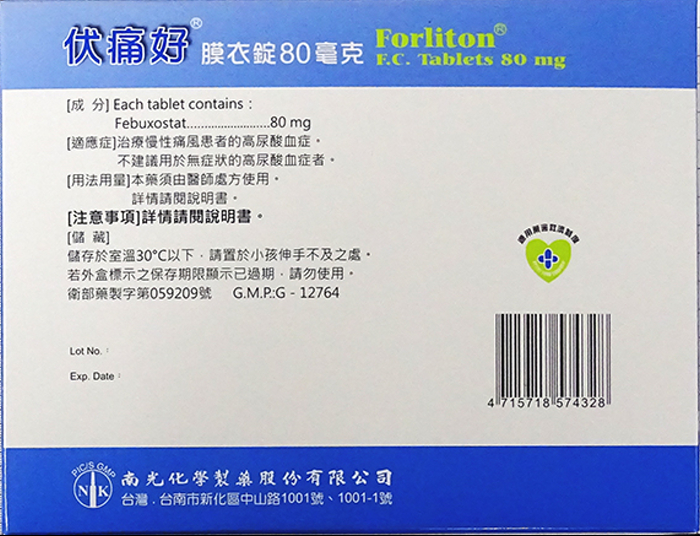 伏痛好® 膜衣錠80毫克 Forliton®
F.C. Tablets 80 mg
[成 分] Each tablet contains：
Febuxostat........................80 mg
[適應症]治療慢性痛風患者的高尿酸血症。
不建議用於無症狀的高尿酸血症者。
[用法用量]本藥須由醫師處方使用。
詳情請閱說明書。
[注意事項]詳情請閱說明書。
[儲 藏]
儲存於室溫30°C以下，請置於小孩伸手不及之處。
若外盒標示之保存期限顯示已過期，請勿使用。
衛部藥製字第059209號 G.M.P.:G - 12764
適用藥害救濟制度
Lot No.：
Exp. Date：
4 715718 574328
PIC/S GMP
NK
南光化學製藥股份有限公司
台灣．台南市新化區中山路1001號、1001-1號